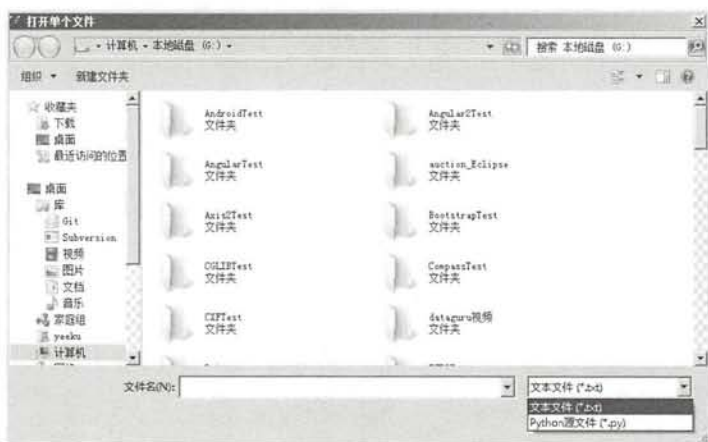 打开单个文件
计算机 ▸ 本地磁盘 (G:) ▸
搜索 本地磁盘 (G:)
组织 ▾ 新建文件夹
收藏夹
下载
桌面
最近访问的位置
桌面
库
Git
Subversion
视频
图片
文档
音乐
家庭组
yeeku
计算机
AndroidTest
文件夹
Angular2Test
文件夹
AngularTest
文件夹
auction_Eclipse
文件夹
Axis2Test
文件夹
BootstrapTest
文件夹
CGLIBTest
文件夹
CompassTest
文件夹
CXFTest
文件夹
dataguru视频
文件夹
文件名(N):
文本文件 (*.txt)
文本文件 (*.txt)
Python源文件 (*.py)